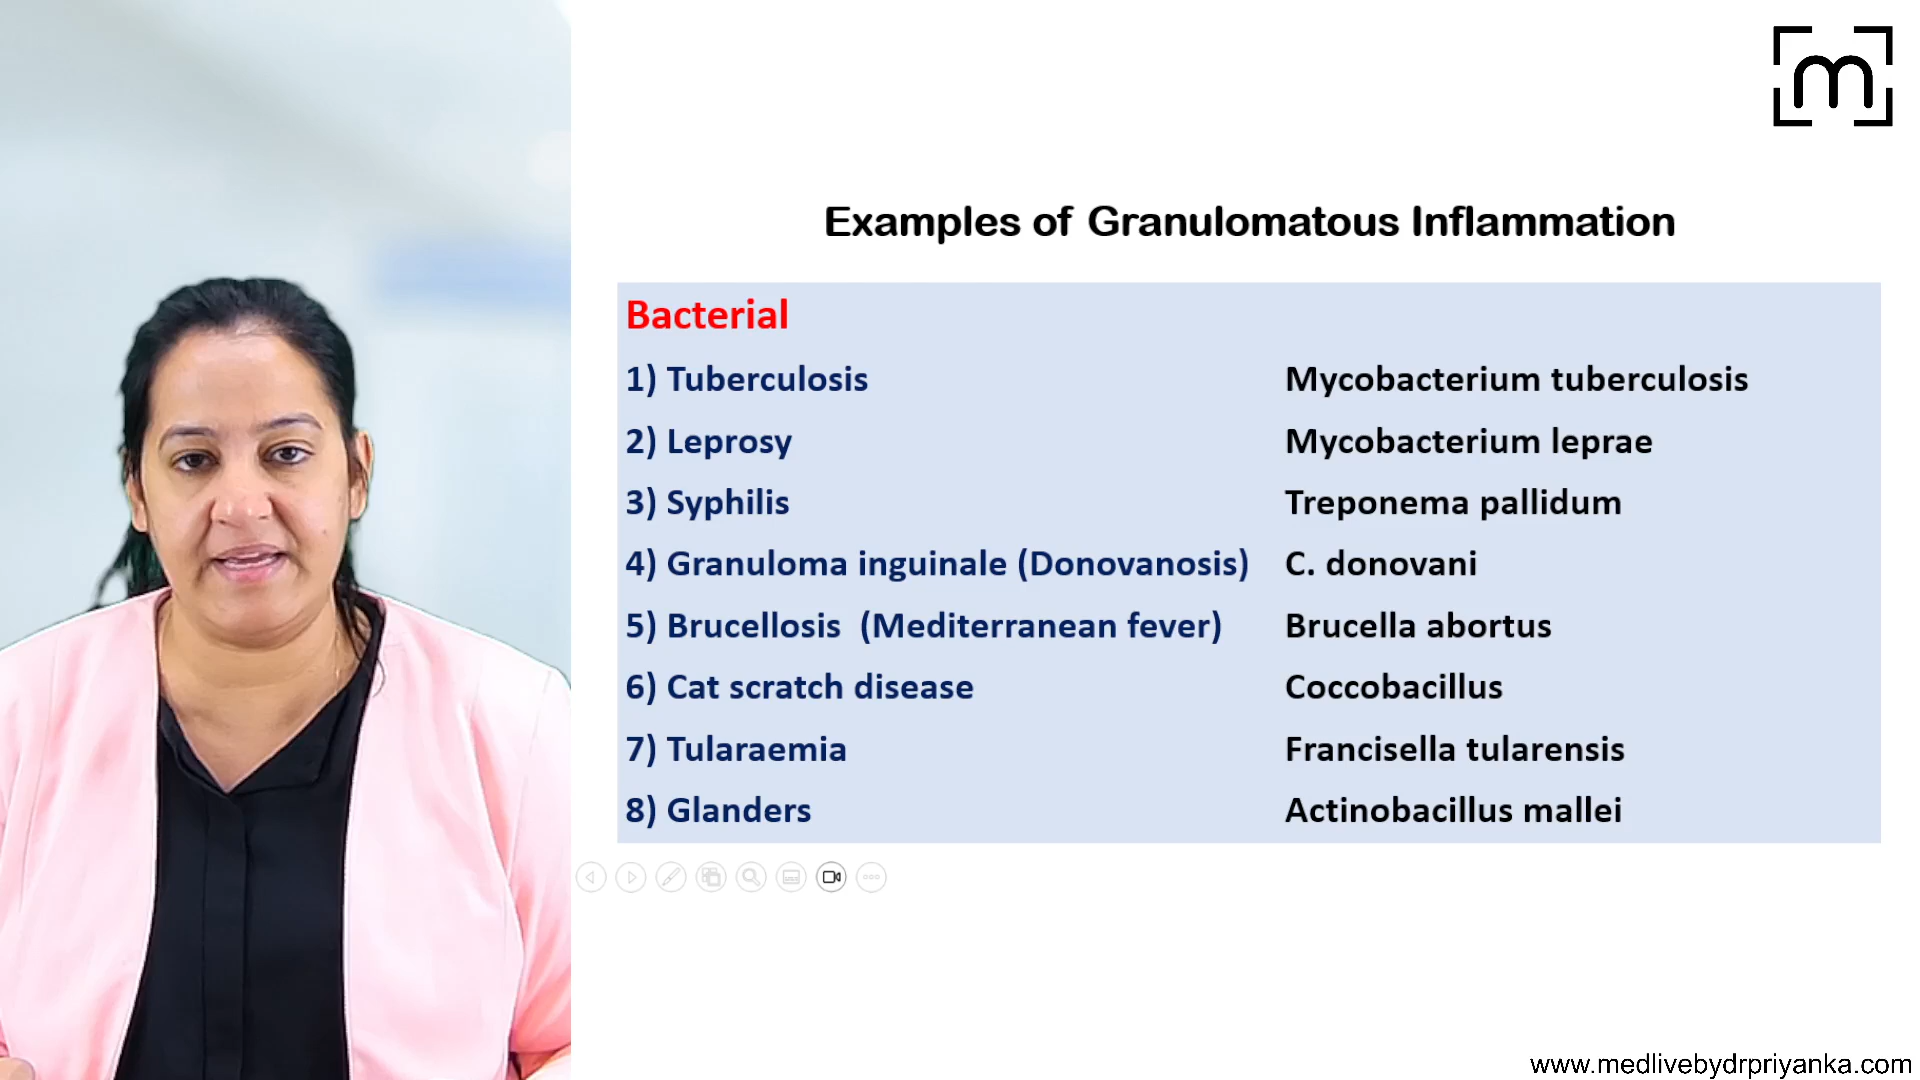 m
Examples of Granulomatous Inflammation
Bacterial
1) Tuberculosis Mycobacterium tuberculosis
2) Leprosy Mycobacterium leprae
3) Syphilis Treponema pallidum
4) Granuloma inguinale (Donovanosis) C. donovani
5) Brucellosis (Mediterranean fever) Brucella abortus
6) Cat scratch disease Coccobacillus
7) Tularaemia Francisella tularensis
8) Glanders Actinobacillus mallei
www.medlivebydrpriyanka.com